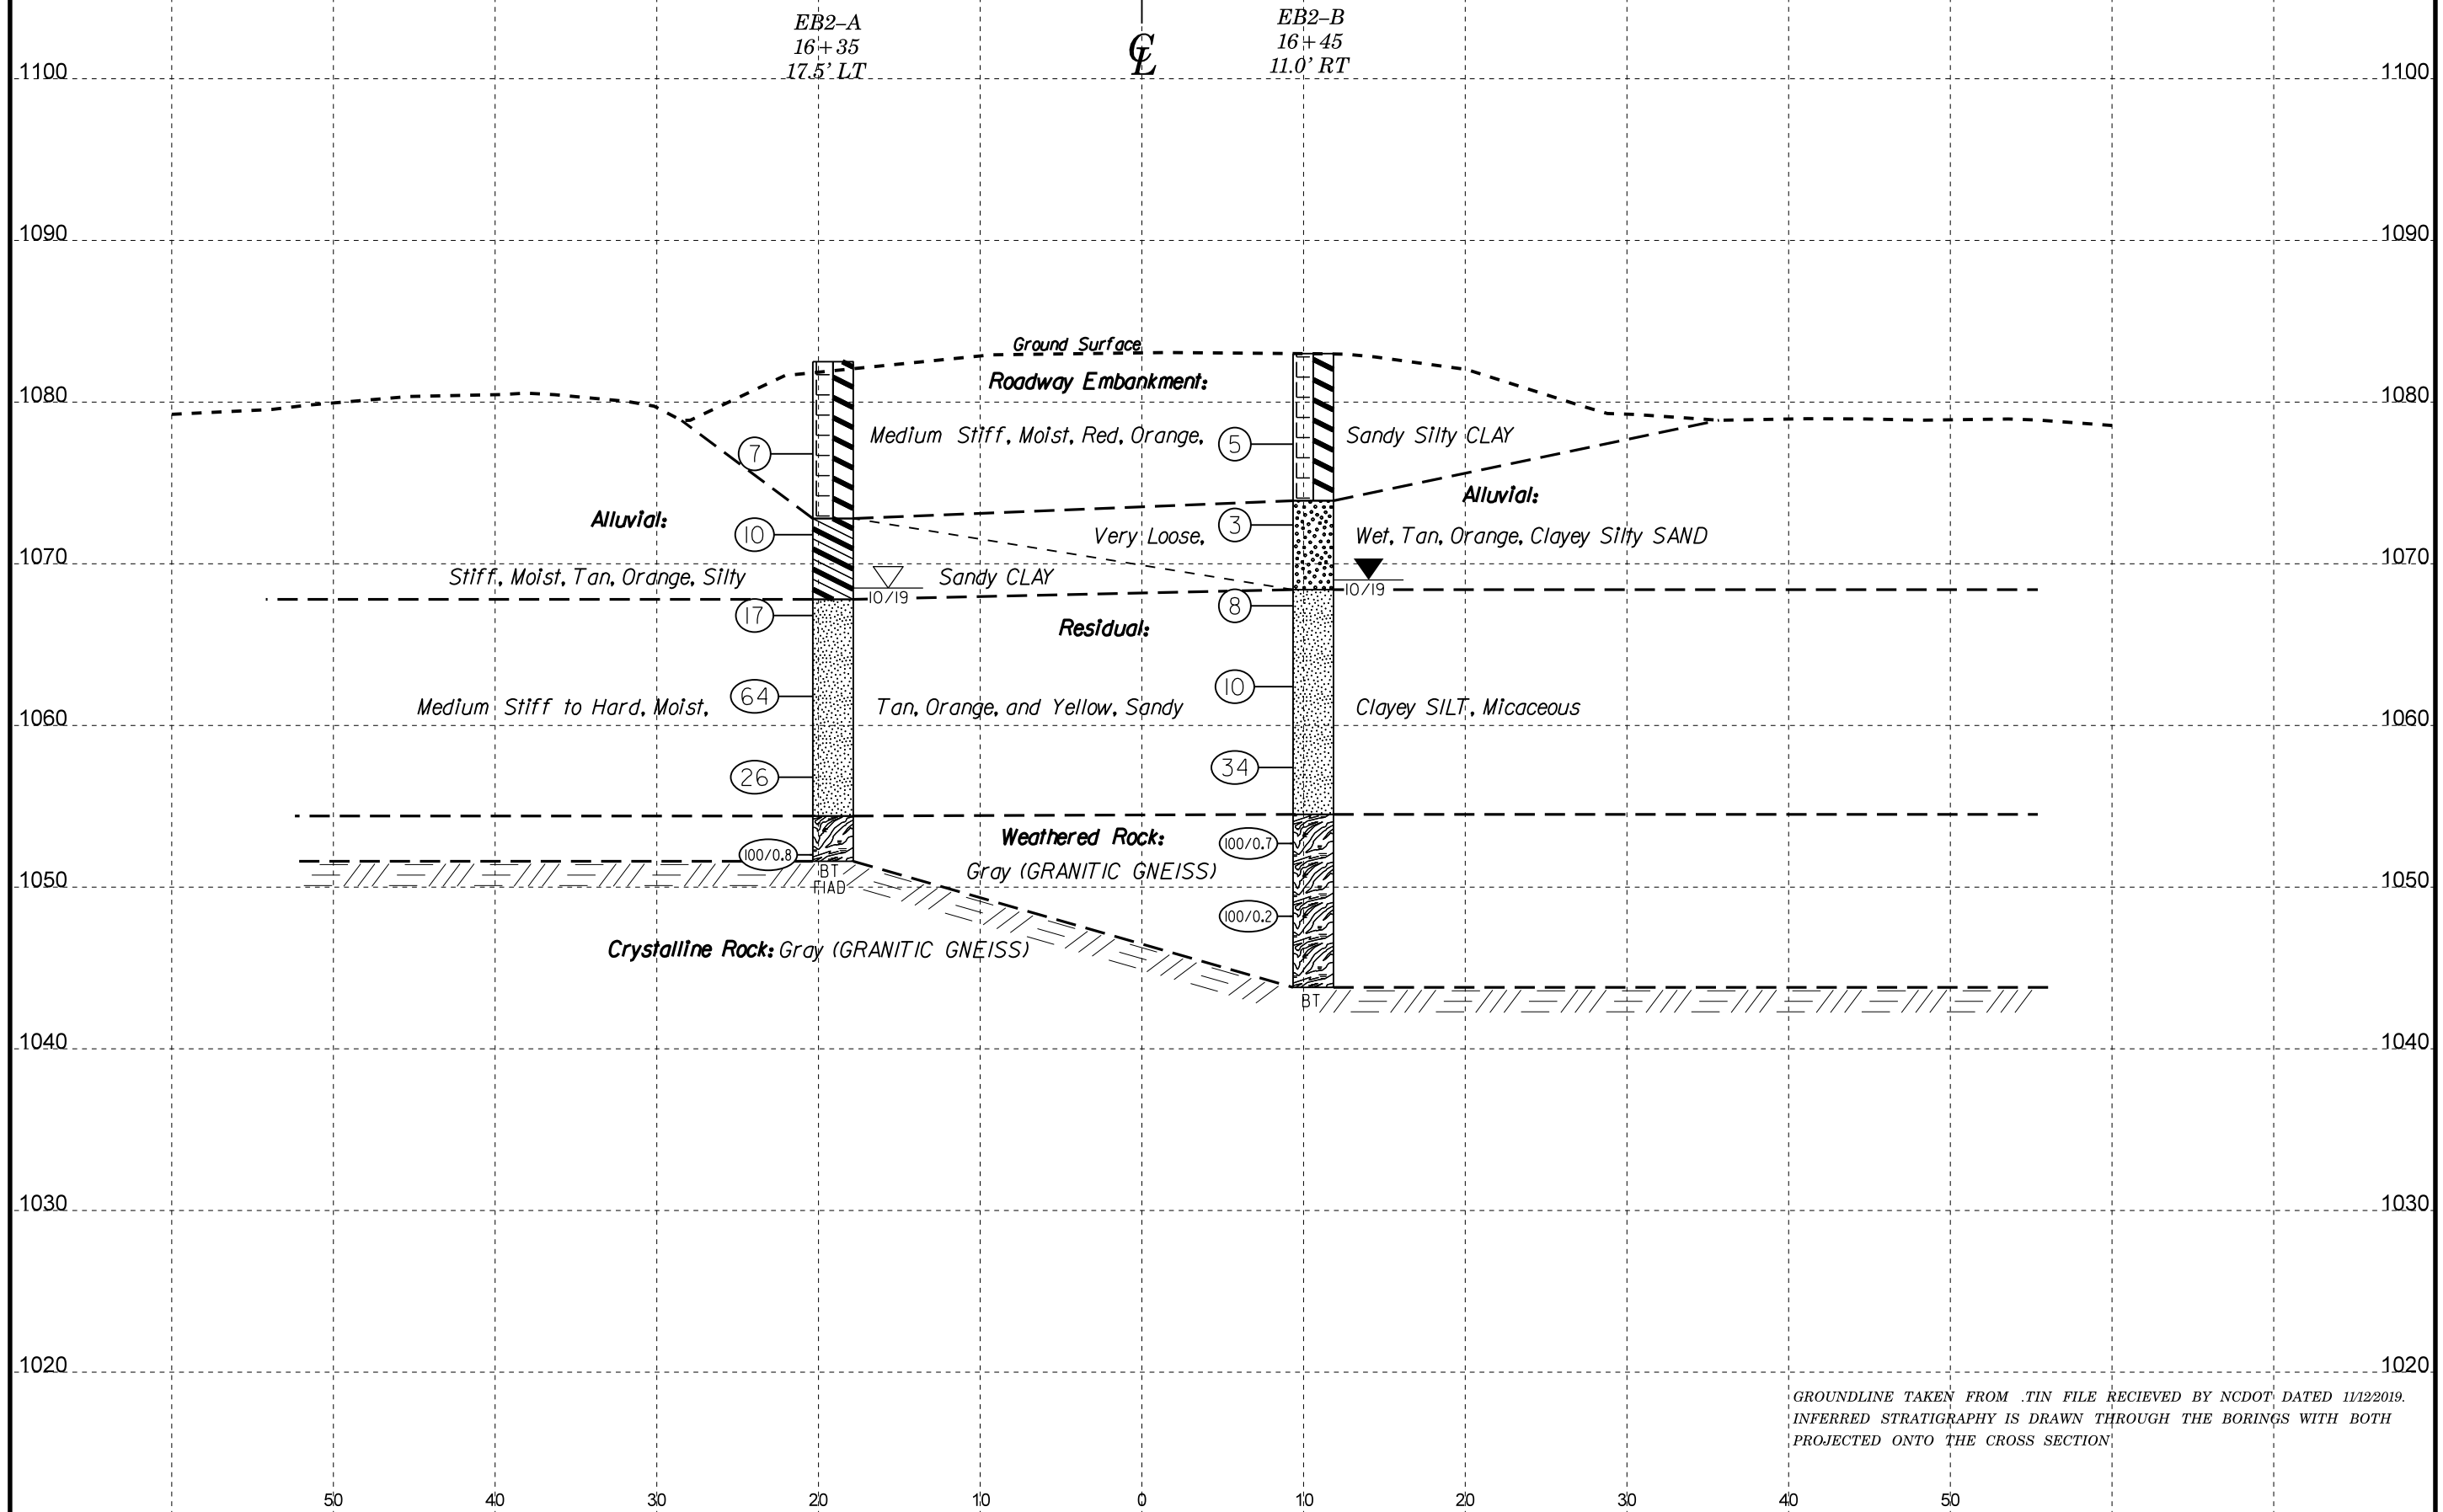 EB2–A
16+35
17.5' LT
℄
EB2–B
16+45
11.0' RT
1100 1100
1090 1090
Ground Surface
Roadway Embankment:
1080 1080
7 Medium Stiff, Moist, Red, Orange, 5 Sandy Silty CLAY
Alluvial: Alluvial:
10 Very Loose, 3 Wet, Tan, Orange, Clayey Silty SAND
1070 1070
Stiff, Moist, Tan, Orange, Silty Sandy CLAY
10/19 10/19
17 8
Residual:
64 10
Medium Stiff to Hard, Moist, Tan, Orange, and Yellow, Sandy Clayey SILT, Micaceous
1060 1060
26 34
Weathered Rock:
100/0.8 100/0.7
BT Gray (GRANITIC GNEISS)
FIAD
1050 1050
100/0.2
Crystalline Rock: Gray (GRANITIC GNEISS)
BT
1040 1040
1030 1030
1020 1020
GROUNDLINE TAKEN FROM .TIN FILE RECIEVED BY NCDOT DATED 11/12/2019.
INFERRED STRATIGRAPHY IS DRAWN THROUGH THE BORINGS WITH BOTH
PROJECTED ONTO THE CROSS SECTION
50 40 30 20 10 0 10 20 30 40 50